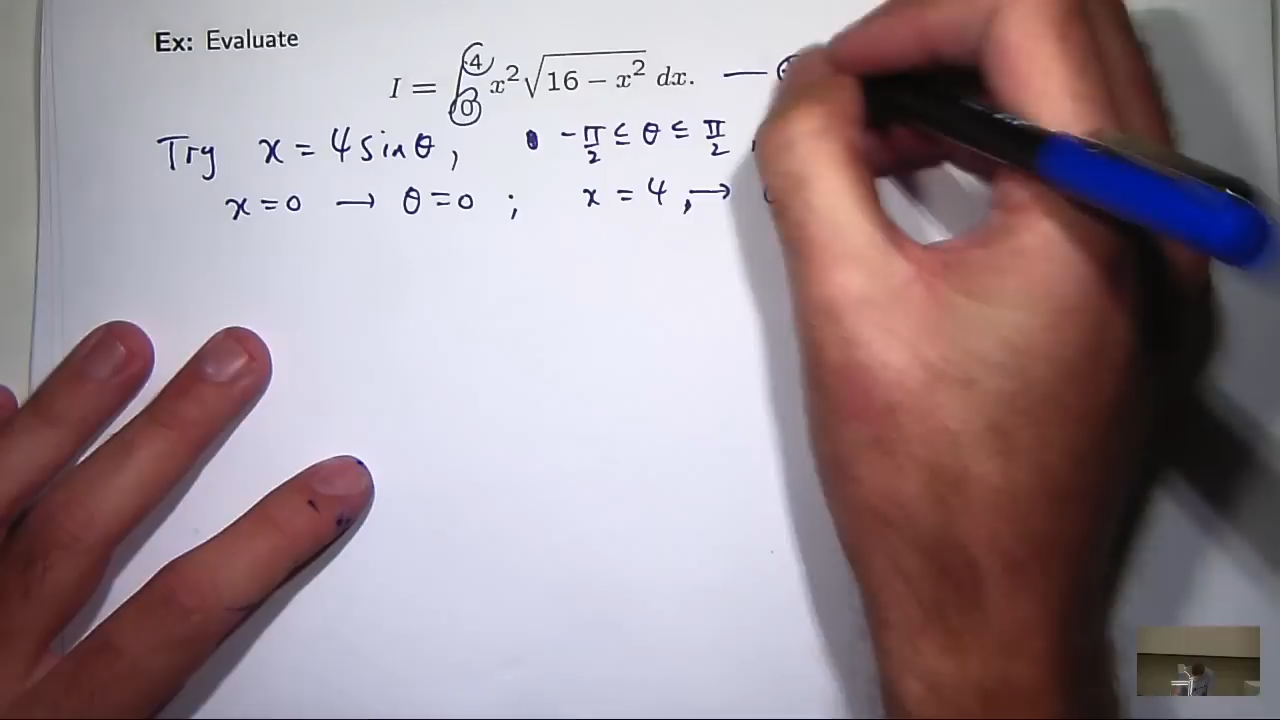 Ex: Evaluate
I = ∫₀⁴ x²√(16 − x²) dx. —
Try x = 4 sin θ, -π/2 ≤ θ ≤ π/2
x = 0 → θ = 0 ; x = 4, →